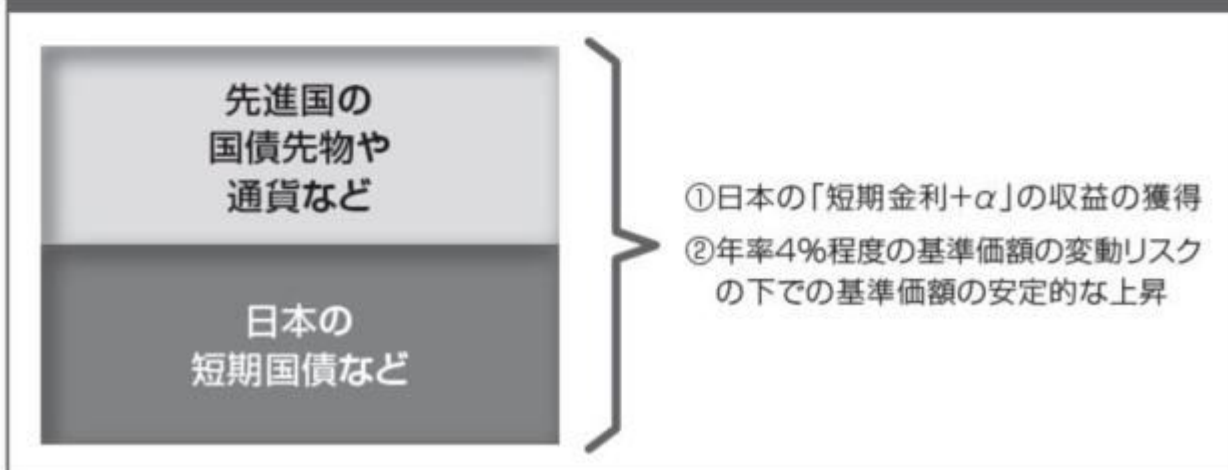 先進国の
国債先物や
通貨など
日本の
短期国債など
①日本の「短期金利+α」の収益の獲得
②年率4%程度の基準価額の変動リスク
の下での基準価額の安定的な上昇